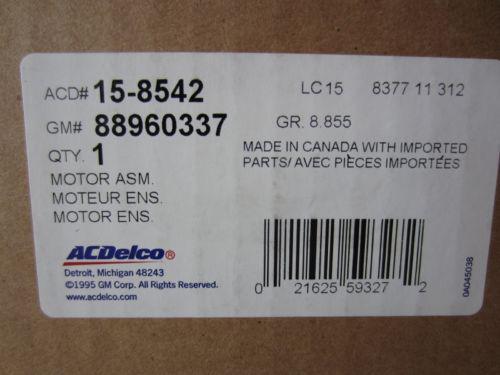 ACD# 15-8542 LC15 8377 11 312
GM# 88960337 GR. 8.855
QTY. 1 MADE IN CANADA WITH IMPORTED
PARTS/ AVEC PIECES IMPORTEES
MOTOR ASM.
MOTEUR ENS.
MOTOR ENS.
ACDelco®
Detroit, Michigan 48243
©1995 GM Corp. All Rights Reserved.
www.acdelco.com
0 21625 59327 2
0A045038